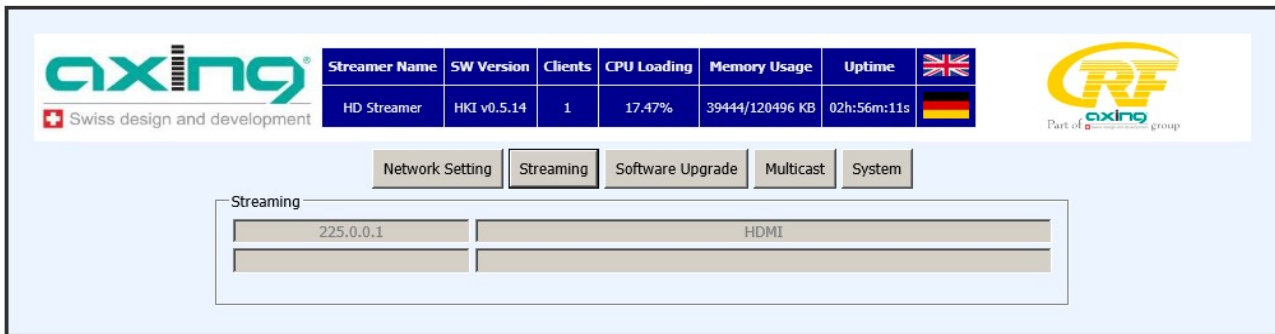 axing
Swiss design and development
Streamer Name SW Version Clients CPU Loading Memory Usage Uptime
HD Streamer HKI v0.5.14 1 17.47% 39444/120496 KB 02h:56m:11s
CRF
Part of axing group
Network Setting Streaming Software Upgrade Multicast System
Streaming
225.0.0.1 HDMI